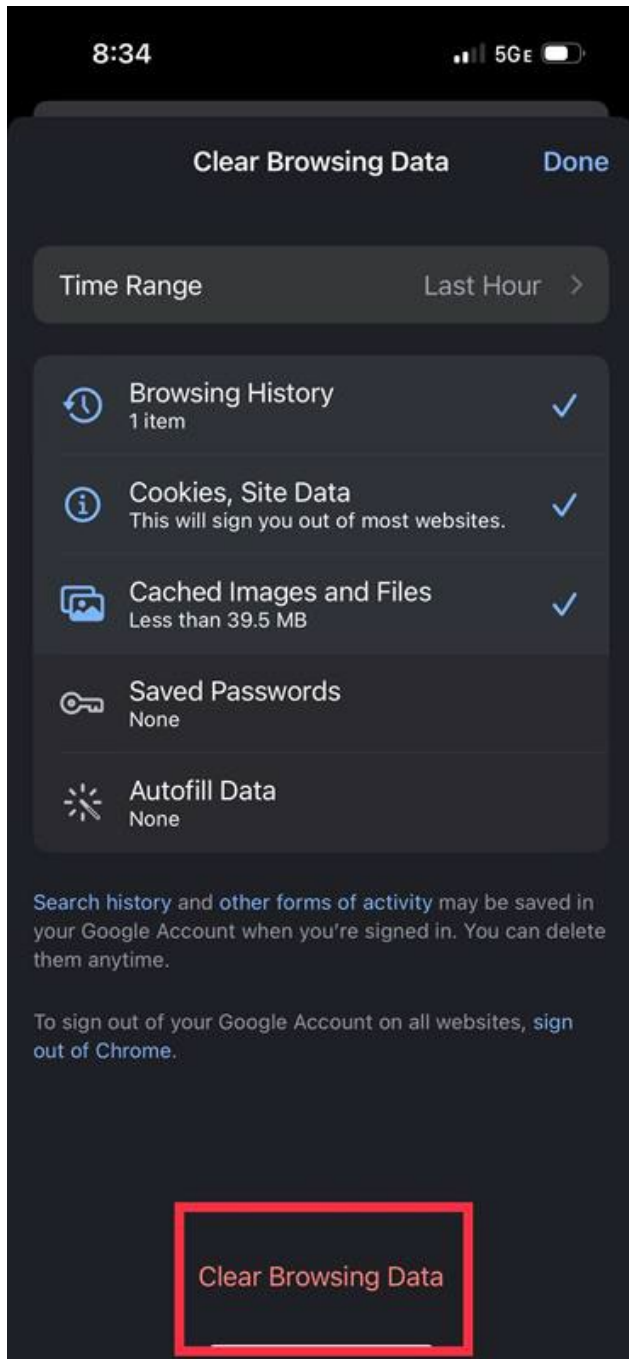 8:34
5GE
Clear Browsing Data
Done
Time Range
Last Hour
Browsing History
1 item
Cookies, Site Data
This will sign you out of most websites.
Cached Images and Files
Less than 39.5 MB
Saved Passwords
None
Autofill Data
None
Search history and other forms of activity may be saved in
your Google Account when you're signed in. You can delete
them anytime.
To sign out of your Google Account on all websites, sign
out of Chrome.
Clear Browsing Data